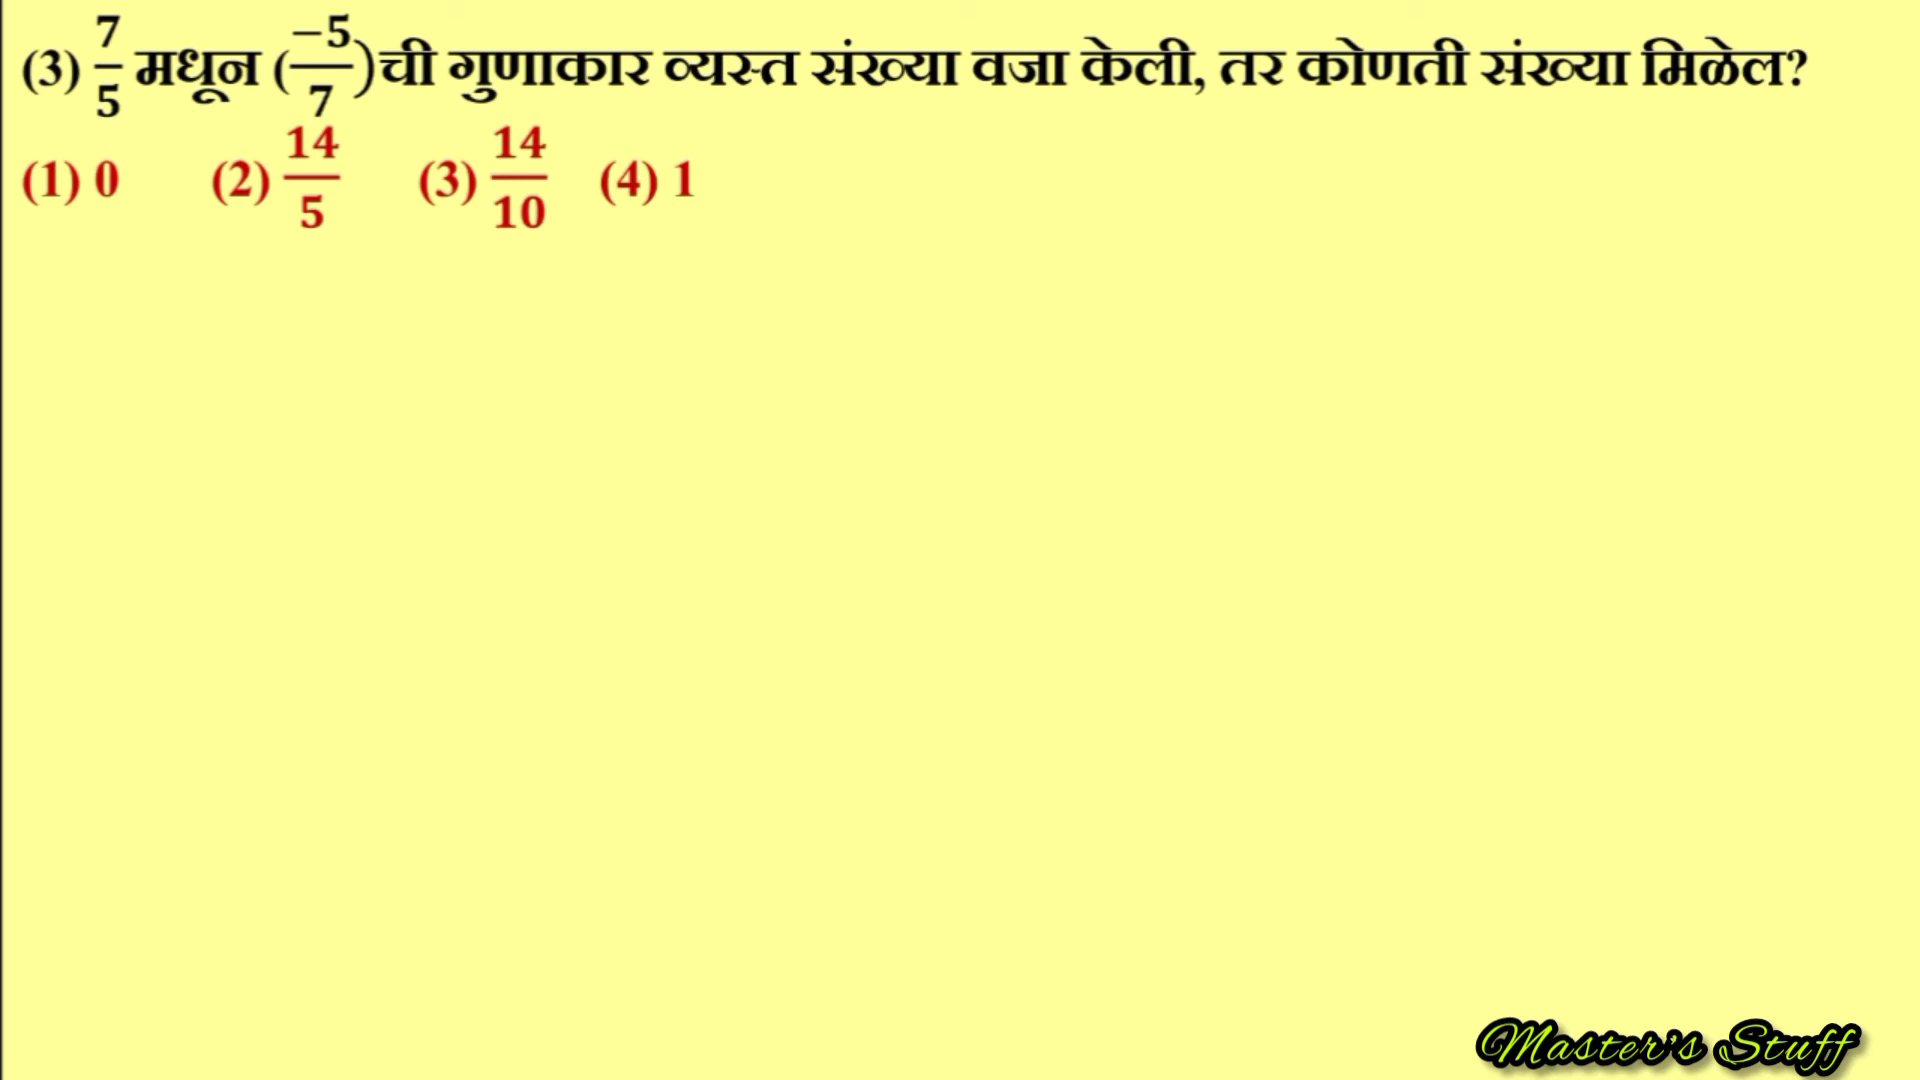 (3) 7/5 मधून (−5/7)ची गुणाकार व्यस्त संख्या वजा केली, तर कोणती संख्या मिळेल?
(1) 0 (2) 14/5 (3) 14/10 (4) 1
Master's Stuff